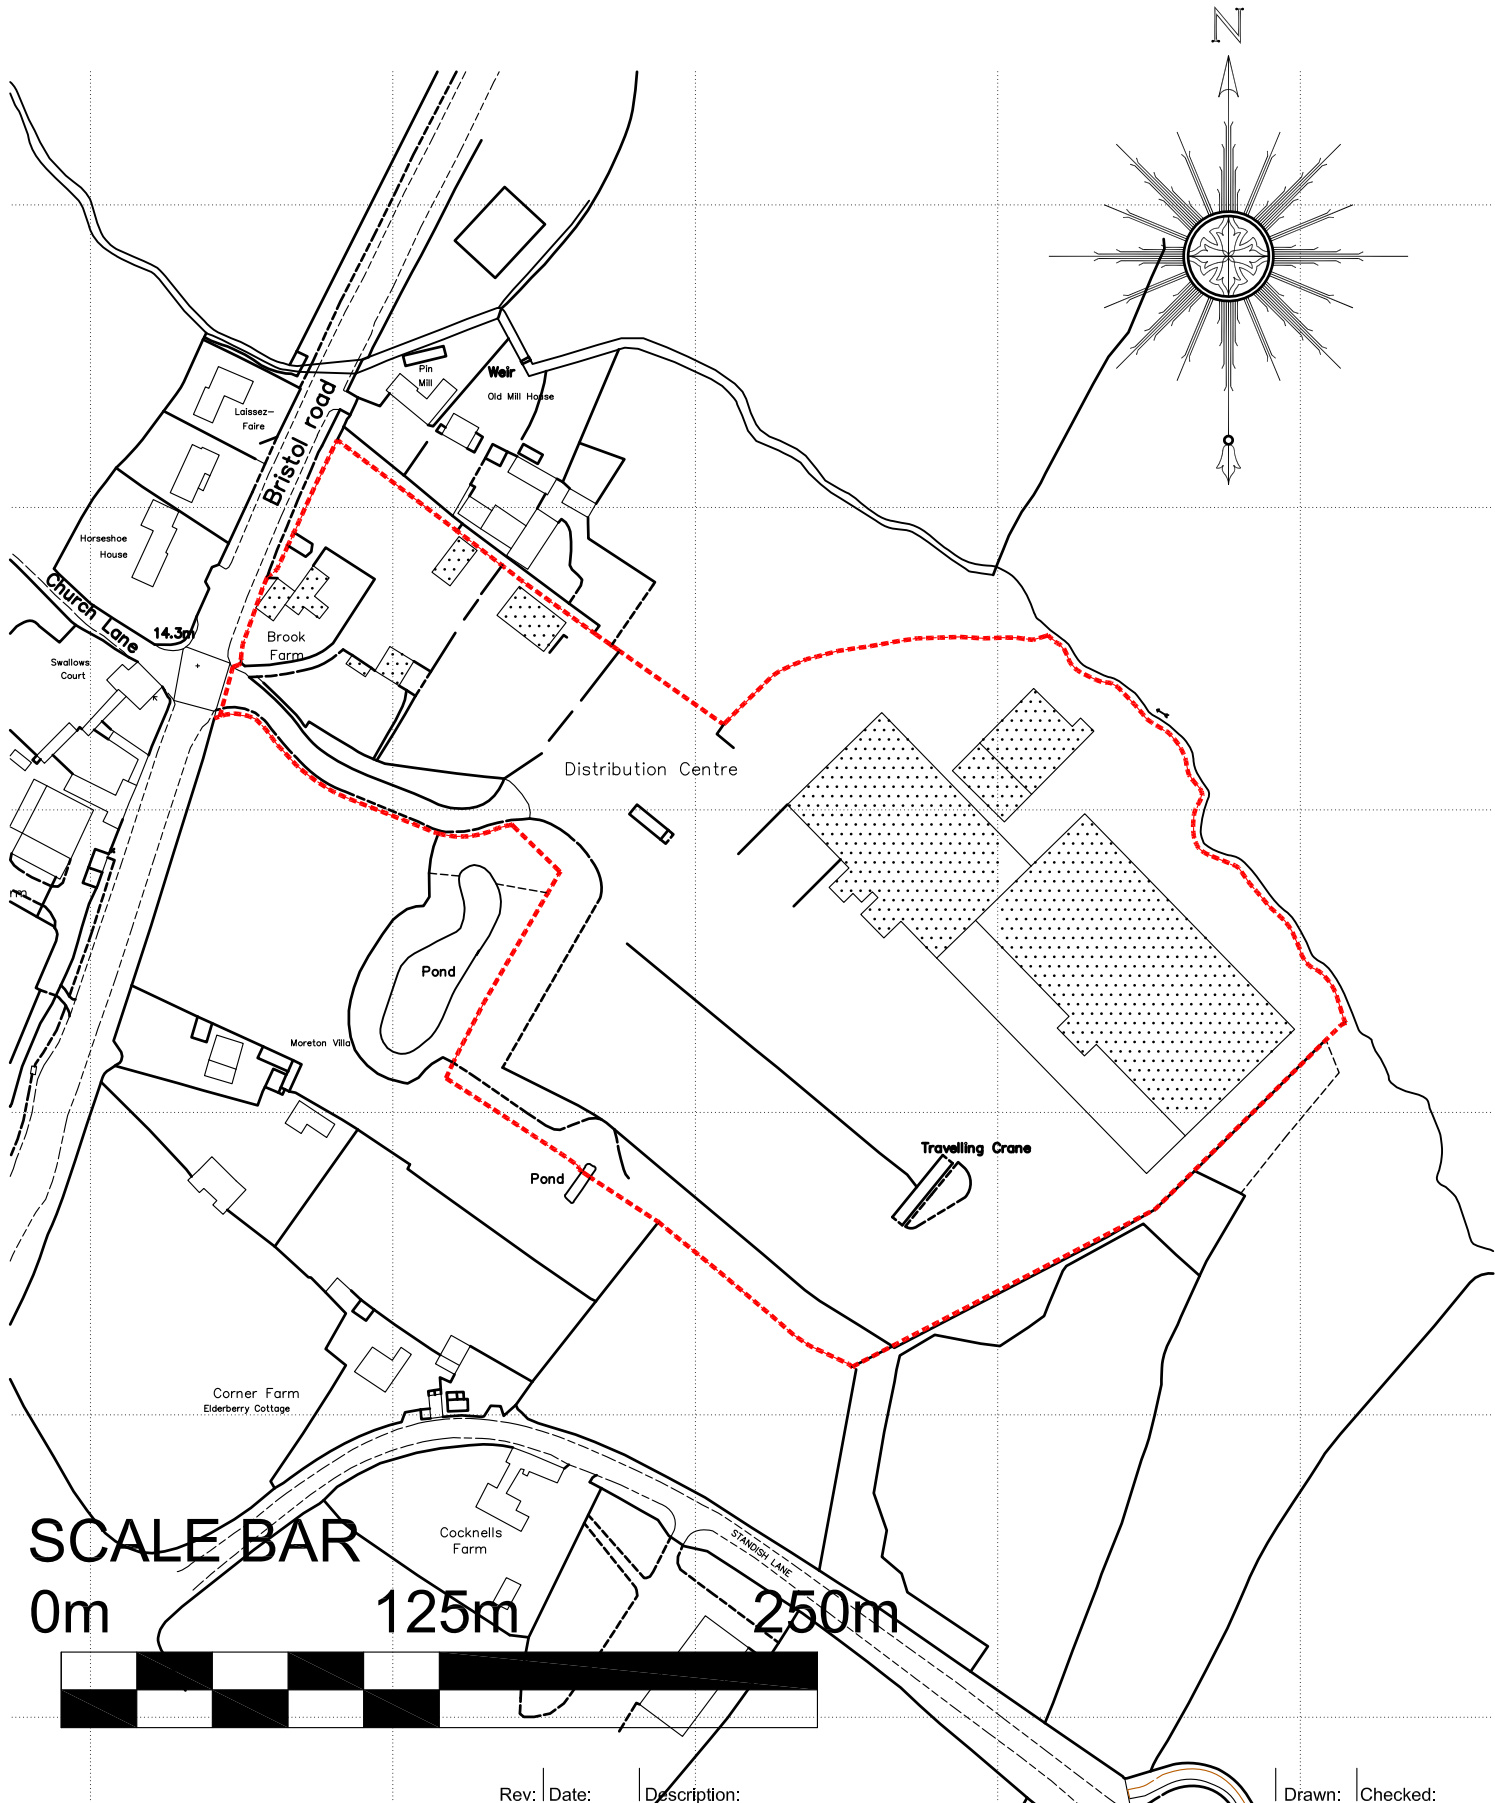 N
Pin
Mill
Weir
Old Mill House
Laissez-
Faire
Bristol road
Horseshoe
House
Church Lane
14.3m
Brook
Farm
Swallows
Court
Distribution Centre
Pond
Moreton Villa
Travelling Crane
Pond
Corner Farm
Elderberry Cottage
Cocknells
Farm
STANDISH LANE
SCALE BAR
0m 125m 250m
Rev: Date: Description: Drawn: Checked: